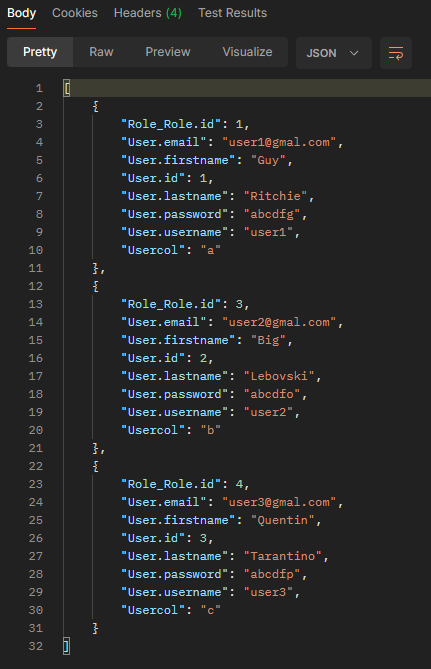 Body Cookies Headers (4) Test Results
Pretty Raw Preview Visualize JSON
1 [
2 {
3 "Role_Role.id": 1,
4 "User.email": "user1@gmal.com",
5 "User.firstname": "Guy",
6 "User.id": 1,
7 "User.lastname": "Ritchie",
8 "User.password": "abcdfg",
9 "User.username": "user1",
10 "Usercol": "a"
11 },
12 {
13 "Role_Role.id": 3,
14 "User.email": "user2@gmal.com",
15 "User.firstname": "Big",
16 "User.id": 2,
17 "User.lastname": "Lebovski",
18 "User.password": "abcdfo",
19 "User.username": "user2",
20 "Usercol": "b"
21 },
22 {
23 "Role_Role.id": 4,
24 "User.email": "user3@gmal.com",
25 "User.firstname": "Quentin",
26 "User.id": 3,
27 "User.lastname": "Tarantino",
28 "User.password": "abcdfp",
29 "User.username": "user3",
30 "Usercol": "c"
31 }
32 ]